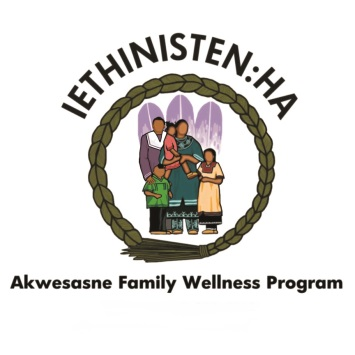 IETHINISTEN:HA
Akwesasne Family Wellness Program